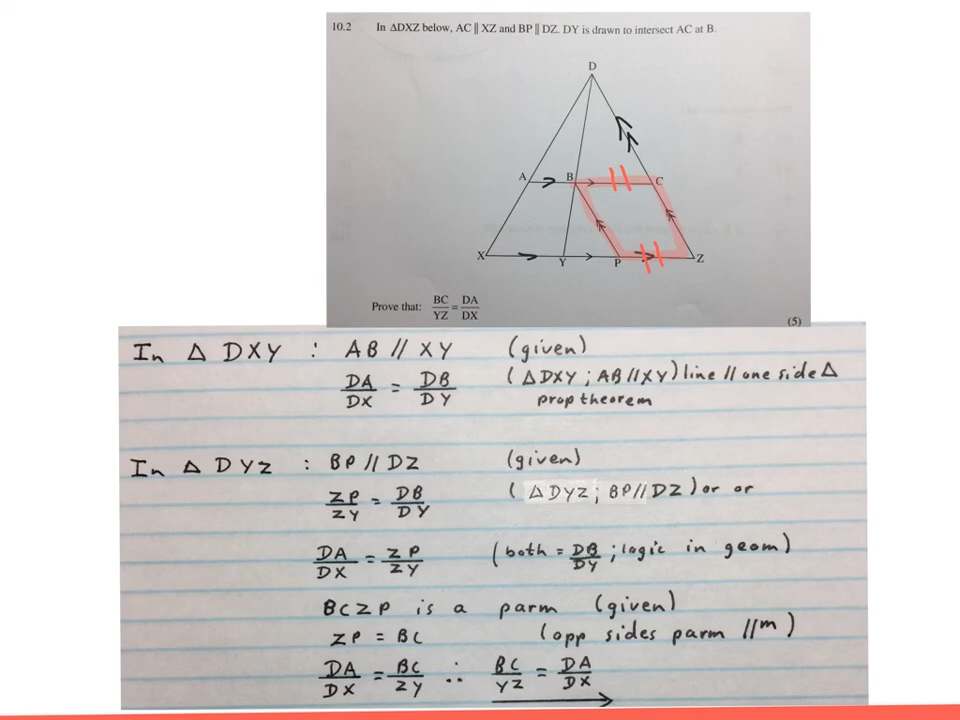 10.2 In ΔDXZ below, AC || XZ and BP || DZ. DY is drawn to intersect AC at B.
D
A B C
X Y P Z
Prove that: BC/YZ = DA/DX
(5)
In Δ DXY : AB // XY (given)
DA/DX = DB/DY (ΔDXY ; AB//XY) line // one side Δ
prop theorem
In Δ DYZ : BP // DZ (given)
ZP/ZY = DB/DY ( ΔDYZ ; BP//DZ) or or
DA/DX = ZP/ZY (both = DB/DY ; logic in geom)
BCZP is a parm (given)
ZP = BC (opp sides parm //m)
DA/DX = BC/ZY ∴ BC/YZ = DA/DX